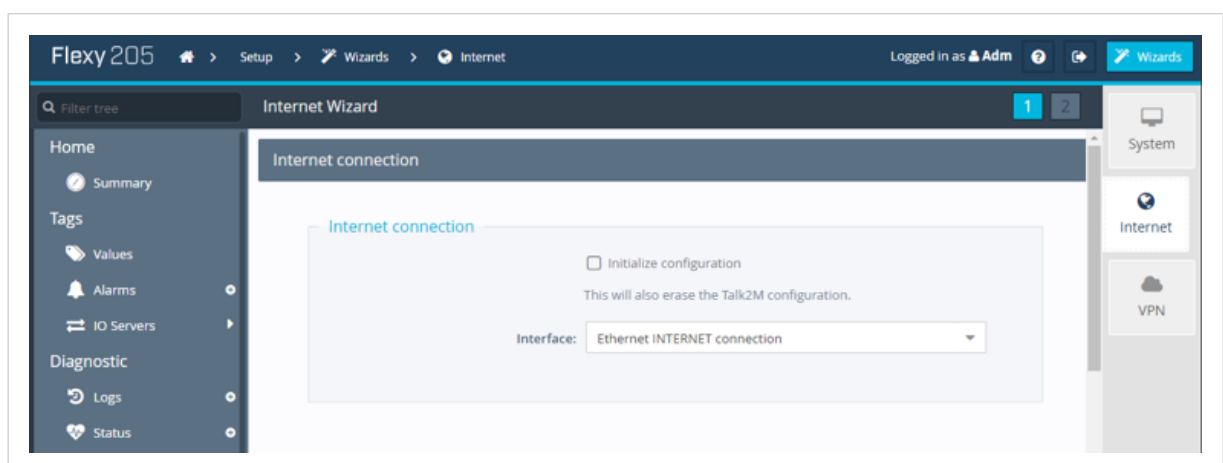 Flexy 205 > Setup > Wizards > Internet Logged in as Adm Wizards
Filter tree
Internet Wizard 1 2
Home
Summary
Tags
Values
Alarms
IO Servers
Diagnostic
Logs
Status
Internet connection
Internet connection
Initialize configuration
This will also erase the Talk2M configuration.
Interface: Ethernet INTERNET connection
System
Internet
VPN